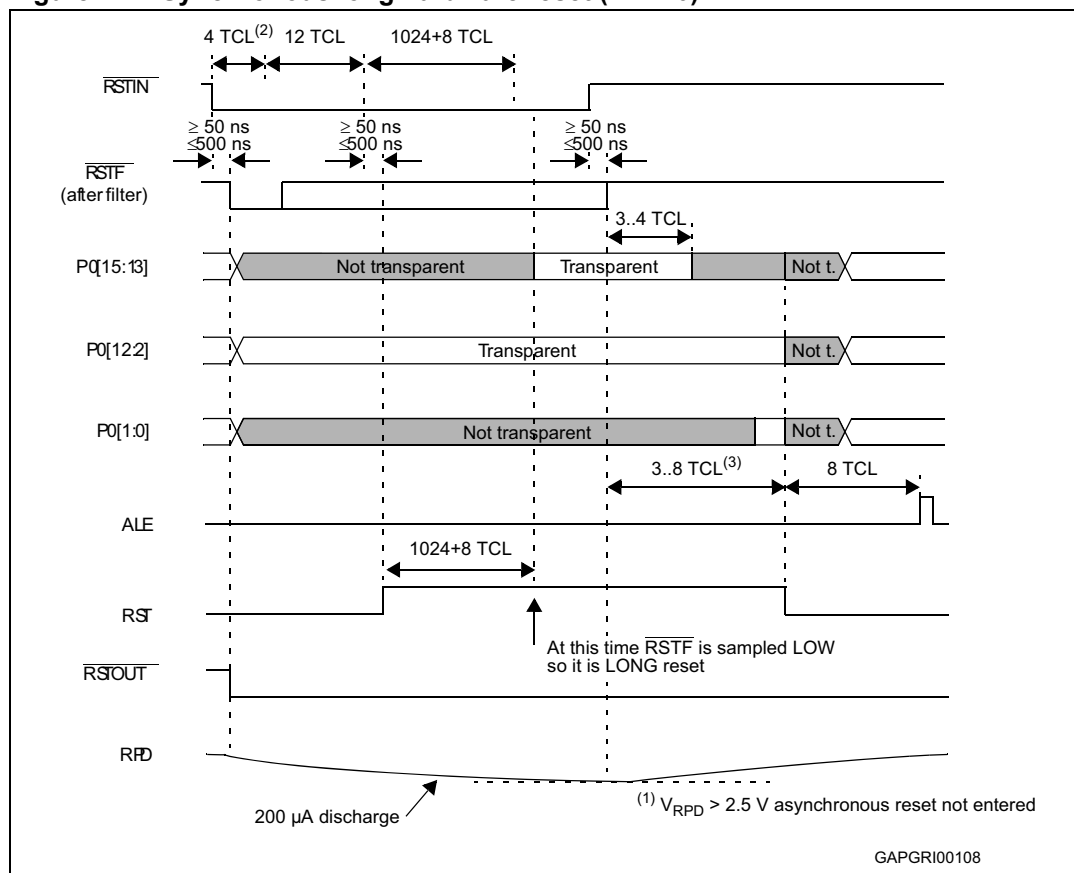 4 TCL(2) 12 TCL 1024+8 TCL
RSTIN
≥ 50 ns ≥ 50 ns ≥ 50 ns
≤500 ns ≤500 ns ≤500 ns
RSTF
(after filter)
3..4 TCL
P0[15:13] Not transparent Transparent Not t.
P0[12:2] Transparent Not t.
P0[1:0] Not transparent Not t.
3..8 TCL(3) 8 TCL
ALE
1024+8 TCL
RST
At this time RSTF is sampled LOW
so it is LONG reset
RSTOUT
RPD
200 µA discharge
(1) VRPD > 2.5 V asynchronous reset not entered
GAPGRI00108